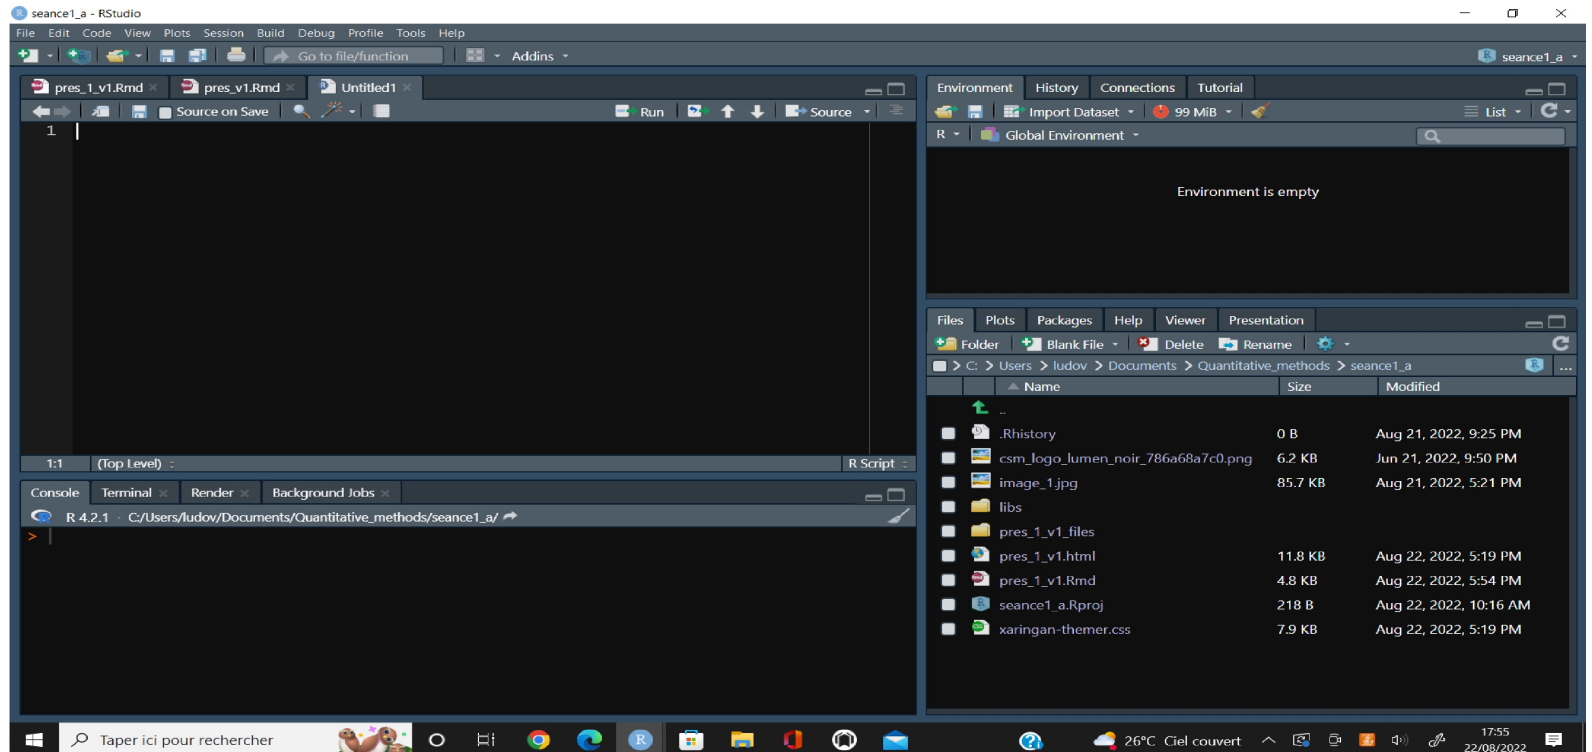 seance1_a - RStudio
File Edit Code View Plots Session Build Debug Profile Tools Help
Go to file/function Addins seance1_a
pres_1_v1.Rmd pres_v1.Rmd Untitled1
Source on Save Run Source
1
1:1 (Top Level) R Script
Console Terminal Render Background Jobs
R 4.2.1 · C:/Users/ludov/Documents/Quantitative_methods/seance1_a/
>
Environment History Connections Tutorial
Import Dataset 99 MiB List
R Global Environment
Environment is empty
Files Plots Packages Help Viewer Presentation
Folder Blank File Delete Rename
C: > Users > ludov > Documents > Quantitative_methods > seance1_a ...
Name Size Modified
..
.Rhistory 0 B Aug 21, 2022, 9:25 PM
csm_logo_lumen_noir_786a68a7c0.png 6.2 KB Jun 21, 2022, 9:50 PM
image_1.jpg 85.7 KB Aug 21, 2022, 5:21 PM
libs
pres_1_v1_files
pres_1_v1.html 11.8 KB Aug 22, 2022, 5:19 PM
pres_1_v1.Rmd 4.8 KB Aug 22, 2022, 5:54 PM
seance1_a.Rproj 218 B Aug 22, 2022, 10:16 AM
xaringan-themer.css 7.9 KB Aug 22, 2022, 5:19 PM
Taper ici pour rechercher 26°C Ciel couvert 17:55
22/08/2022